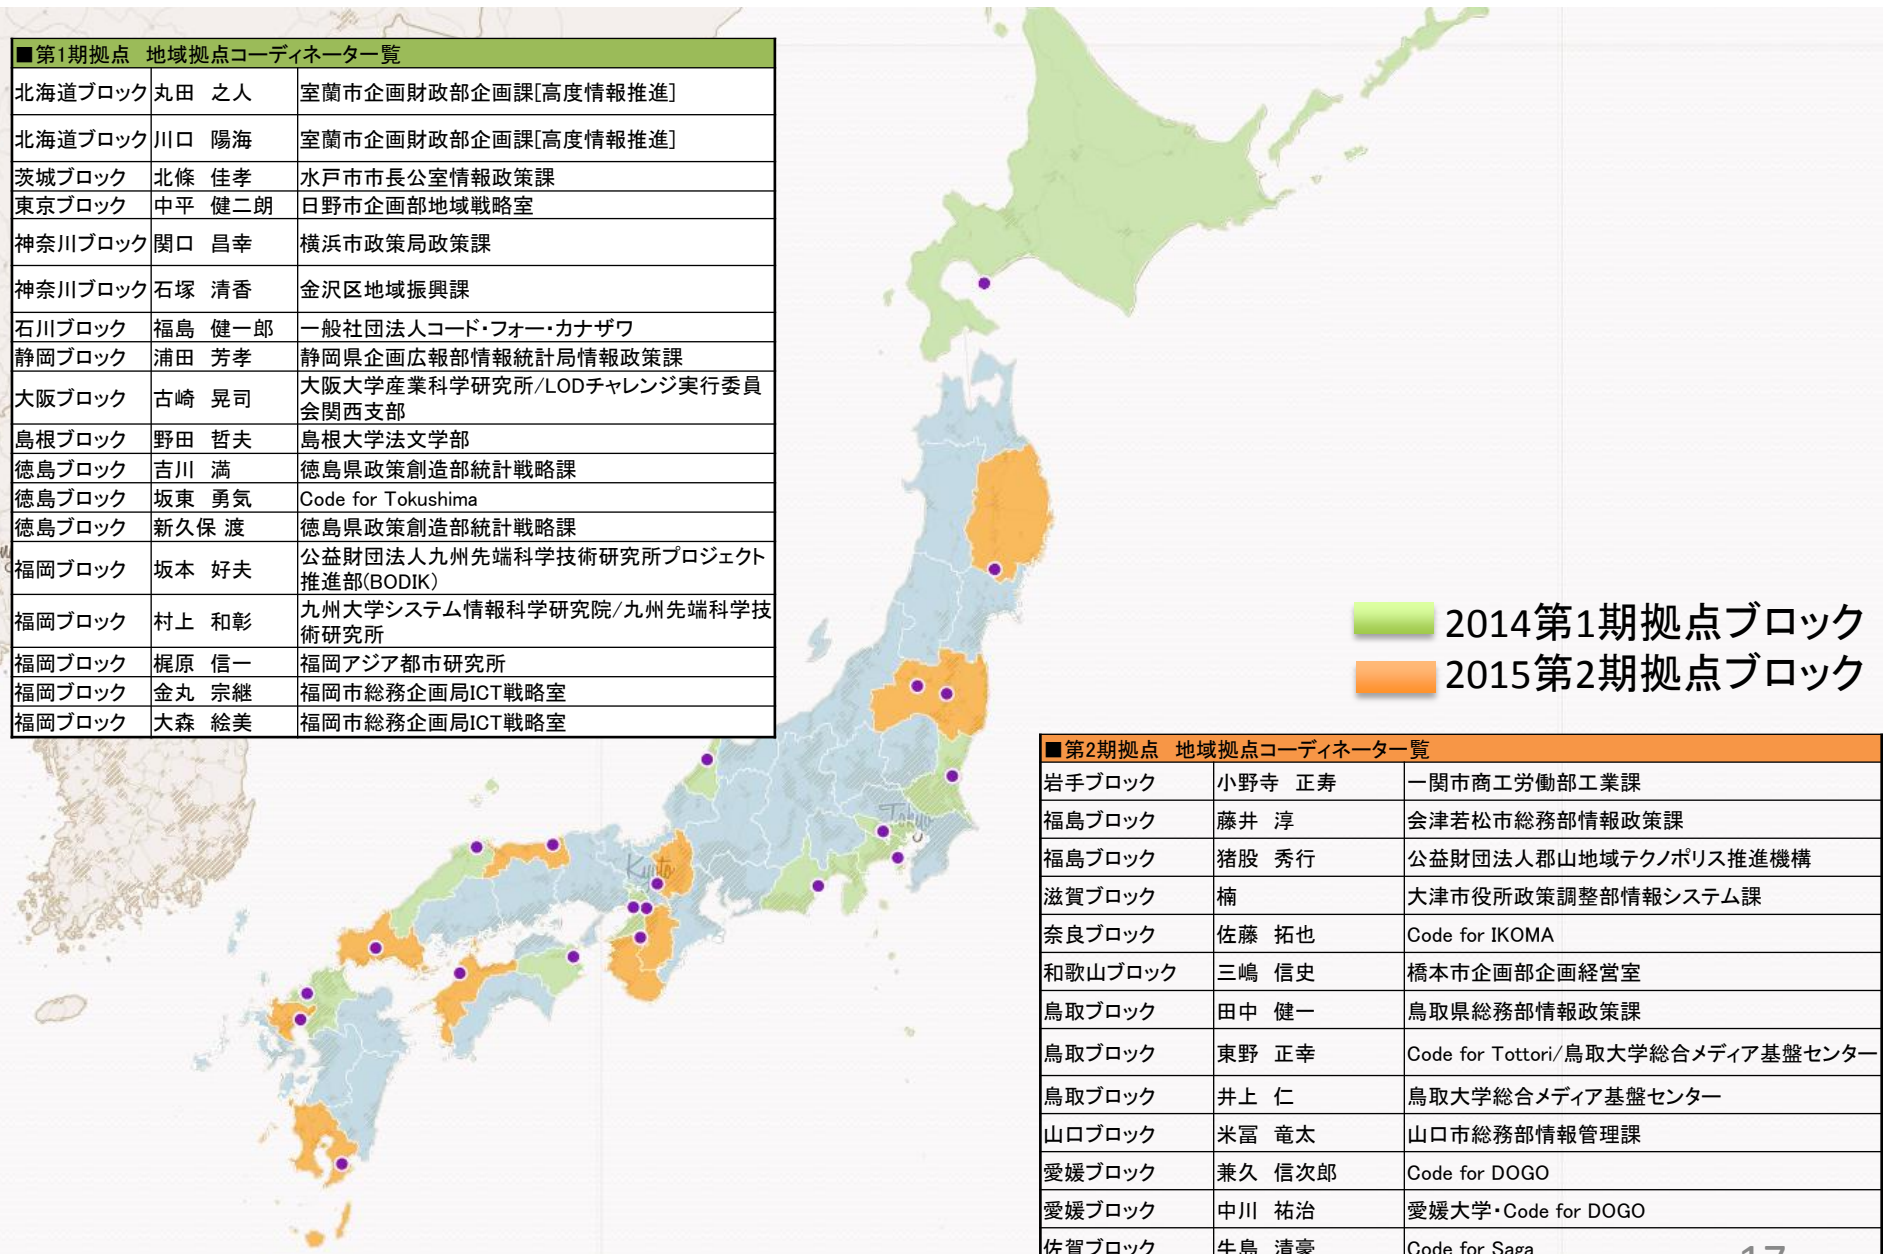 ■第1期拠点 地域拠点コーディネーター覧
北海道ブロック 丸田 之人 室蘭市企画財政部企画課[高度情報推進]
北海道ブロック 川口 陽海 室蘭市企画財政部企画課[高度情報推進]
茨城ブロック 北條 佳孝 水戸市市長公室情報政策課
東京ブロック 中平 健二朗 日野市企画部地域戦略室
神奈川ブロック 関口 昌幸 横浜市政策局政策課
神奈川ブロック 石塚 清香 金沢区地域振興課
石川ブロック 福島 健一郎 一般社団法人コード・フォー・カナザワ
静岡ブロック 浦田 芳孝 静岡県企画広報部情報統計局情報政策課
大阪ブロック 古崎 晃司 大阪大学産業科学研究所/LODチャレンジ実行委員
会関西支部
島根ブロック 野田 哲夫 島根大学法文学部
徳島ブロック 吉川 満 徳島県政策創造部統計戦略課
徳島ブロック 坂東 勇気 Code for Tokushima
徳島ブロック 新久保 渡 徳島県政策創造部統計戦略課
福岡ブロック 坂本 好夫 公益財団法人九州先端科学技術研究所プロジェクト
推進部(BODIK)
福岡ブロック 村上 和彰 九州大学システム情報科学研究院/九州先端科学技
術研究所
福岡ブロック 梶原 信一 福岡アジア都市研究所
福岡ブロック 金丸 宗継 福岡市総務企画局ICT戦略室
福岡ブロック 大森 絵美 福岡市総務企画局ICT戦略室
2014第1期拠点ブロック
2015第2期拠点ブロック
Tokyo
Kyoto
■第2期拠点 地域拠点コーディネーター覧
岩手ブロック 小野寺 正寿 一関市商工労働部工業課
福島ブロック 藤井 淳 会津若松市総務部情報政策課
福島ブロック 猪股 秀行 公益財団法人郡山地域テクノポリス推進機構
滋賀ブロック 楠 大津市役所政策調整部情報システム課
奈良ブロック 佐藤 拓也 Code for IKOMA
和歌山ブロック 三嶋 信史 橋本市企画部企画経営室
鳥取ブロック 田中 健一 鳥取県総務部情報政策課
鳥取ブロック 東野 正幸 Code for Tottori/鳥取大学総合メディア基盤センター
鳥取ブロック 井上 仁 鳥取大学総合メディア基盤センター
山口ブロック 米冨 竜太 山口市総務部情報管理課
愛媛ブロック 兼久 信次郎 Code for DOGO
愛媛ブロック 中川 祐治 愛媛大学・Code for DOGO
佐賀ブロック 牛島 清豪 Code for Saga
17